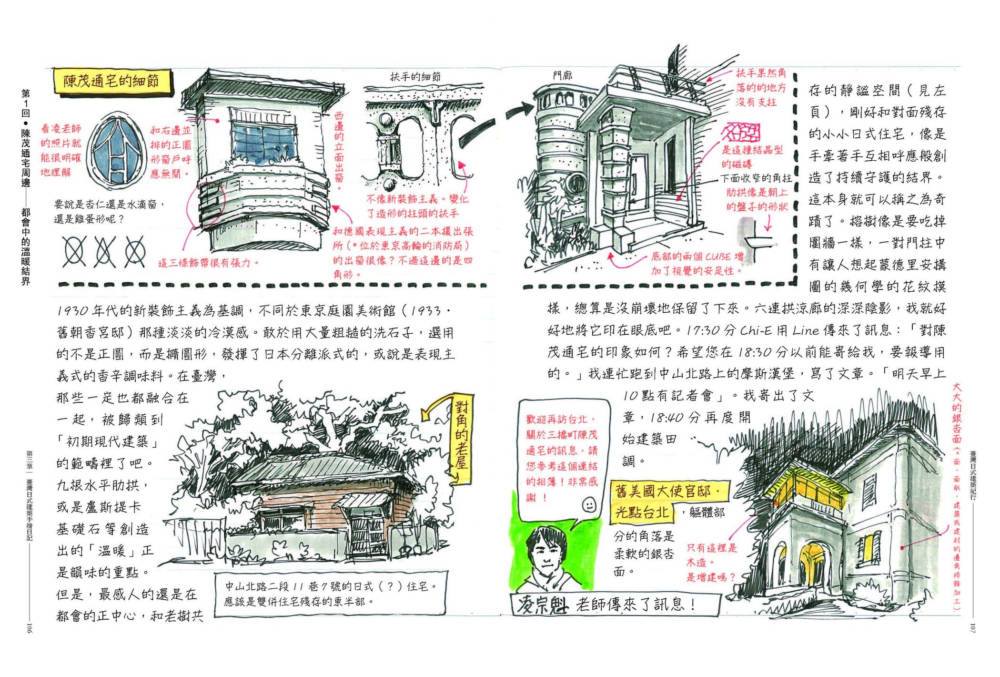 第1回●陳茂通宅周邊——都會中的溫暖結界
陳茂通宅的細節
看凌老師
的照片就
能很明確
地理解
和右邊並
排的正圓
形窗戶呼
應無間。
要說是杏仁還是水滴窗，
還是雞蛋形呢？
這三條飾帶很有張力。
西邊的立面出窗。
扶手的細節
不像新裝飾主義。變化
了造形的柱頭的扶手
和德國表現主義的二本榎出張
所（*位於東京高輪的消防局）
的出窗很像？不過這邊的是四
角形。
門廊
扶手果然角
落的的地方
沒有支柱
是這種結晶型
的磁磚
下面收窄的角柱
肋拱像是朝上
的盤子的形狀
底部的兩個CUBE增
加了視覺的安定性。
1930年代的新裝飾主義為基調，不同於東京庭園美術館（1933・
舊朝香宮邸）那種淡淡的冷漠感。敢於用大量粗糙的洗石子，選用
的不是正圓，而是橢圓形，發揮了日本分離派式的，或說是表現主
義式的香辛調味料。在臺灣，
那些一定也都融合在
一起，被歸類到
「初期現代建築」
的範疇裡了吧。
九根水平肋拱，
或是盧斯提卡
基礎石等創造
出的「溫暖」正
是韻味的重點。
但是，最感人的還是在
都會的正中心，和老樹共
對角的老屋
中山北路二段11巷7號的日式（？）住宅。
應該是雙併住宅殘存的東半部。
第三章｜臺灣日式建築手繪日記
106
存的靜謐空間（見左
頁），剛好和對面殘存
的小小日式住宅，像是
手牽著手互相呼應般創
造了持續守護的結界。
這本身就可以稱之為奇
蹟了。榕樹像是要吃掉
圍牆一樣，一對門柱中
有讓人想起蒙德里安構
圖的幾何學的花紋摸
樣，總算是沒崩壞地保留了下來。六連拱涼廊的深深陰影，我就好
好地將它印在眼底吧。17:30分Chi-E用Line傳來了訊息：「對陳
茂通宅的印象如何？希望您在18:30分以前能寄給我，要報導用
的。」我連忙跑到中山北路上的摩斯漢堡，寫了文章。「明天早上
10點有記者會」。我寄出了文
章，18:40分再度開
始建築田
調。
歡迎再訪台北，
關於三橋町陳茂
通宅的訊息，請
您參考這個連結
的相簿！非常感
謝！
凌宗魁 老師傳來了訊息！
舊美國大使官邸，
光點台北，軀體部
分的角落是
柔軟的銀杏
面。
只有這裡是
木造。
是增建嗎？
大大的銀杏面
臺灣日式建築紀行
107